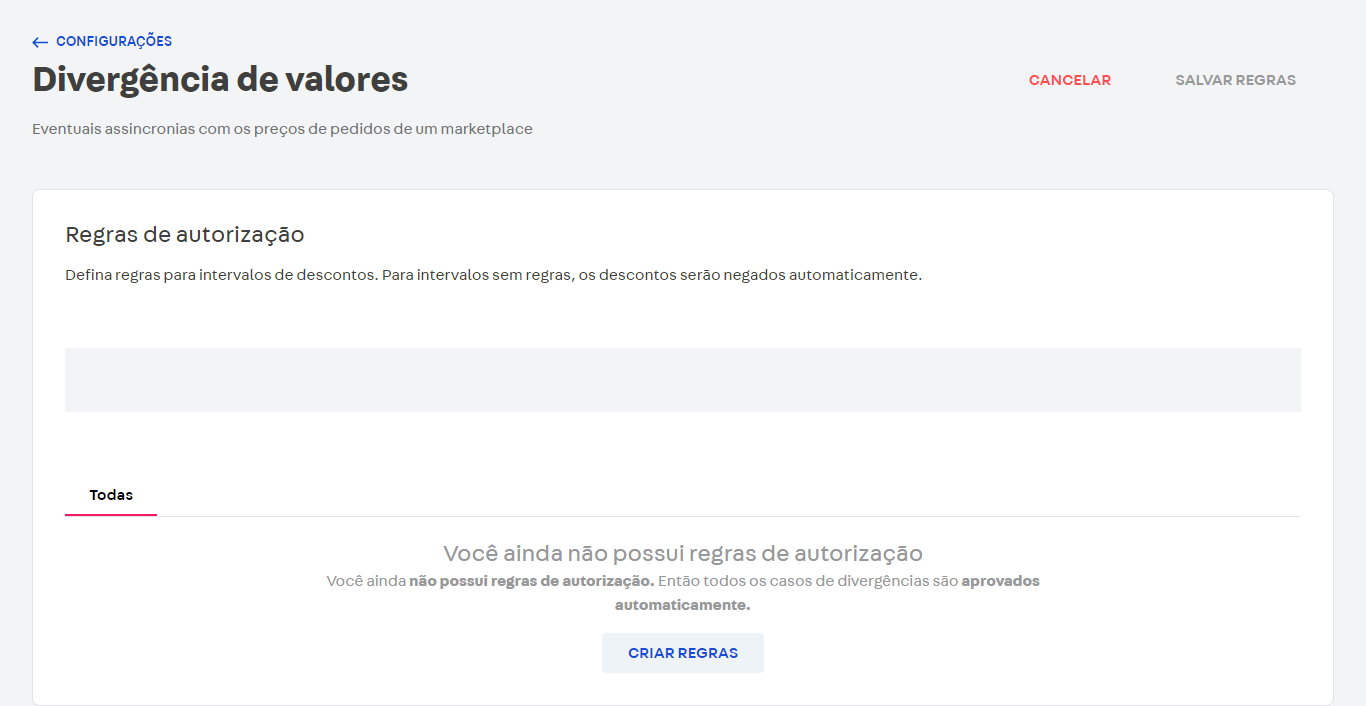 CONFIGURAÇÕES
Divergência de valores
CANCELAR
SALVAR REGRAS
Eventuais assincronias com os preços de pedidos de um marketplace
Regras de autorização
Defina regras para intervalos de descontos. Para intervalos sem regras, os descontos serão negados automaticamente.
Todas
Você ainda não possui regras de autorização
Você ainda não possui regras de autorização. Então todos os casos de divergências são aprovados
automaticamente.
CRIAR REGRAS